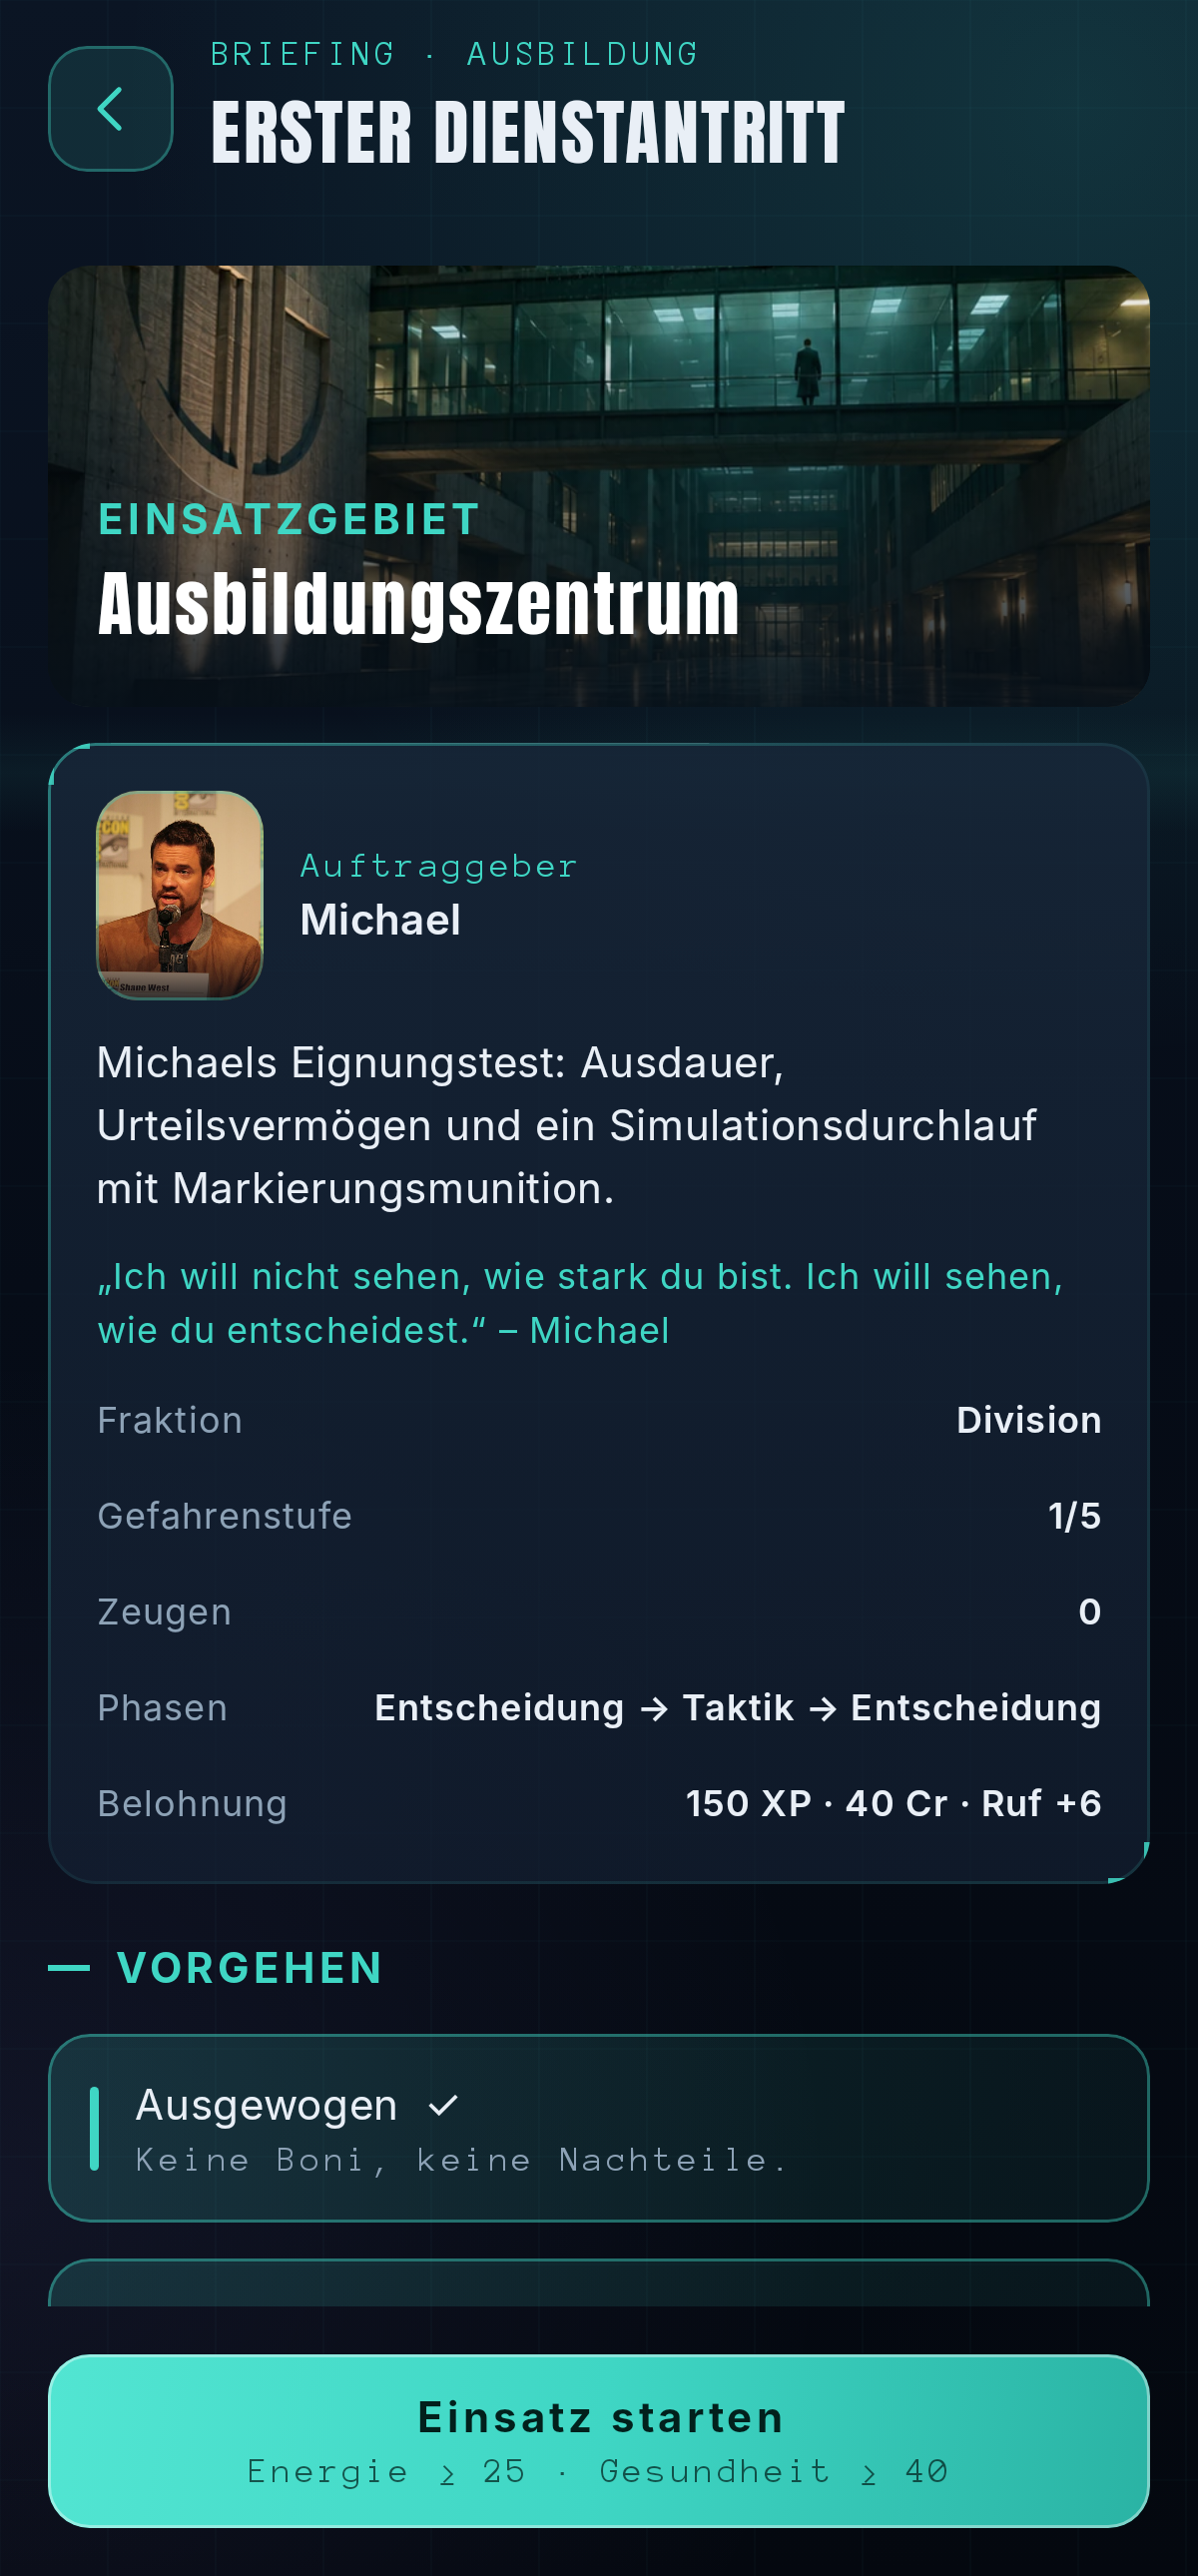 BRIEFING · AUSBILDUNG
ERSTER DIENSTANTRITT
EINSATZGEBIET
Ausbildungszentrum
CON
Shane West
Auftraggeber
Michael
Michaels Eignungstest: Ausdauer,
Urteilsvermögen und ein Simulationsdurchlauf
mit Markierungsmunition.
„Ich will nicht sehen, wie stark du bist. Ich will sehen,
wie du entscheidest.“ – Michael
Fraktion Division
Gefahrenstufe 1/5
Zeugen 0
Phasen Entscheidung → Taktik → Entscheidung
Belohnung 150 XP · 40 Cr · Ruf +6
VORGEHEN
Ausgewogen ✓
Keine Boni, keine Nachteile.
Einsatz starten
Energie ≥ 25 · Gesundheit ≥ 40